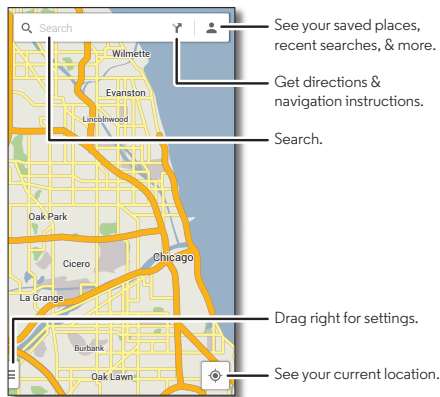 Search
See your saved places,
recent searches, & more.
Wilmette
Get directions &
navigation instructions.
Evanston
Lincolnwood
Search.
Oak Park
Chicago
Cicero
La Grange
Drag right for settings.
Burbank
Oak Lawn
See your current location.